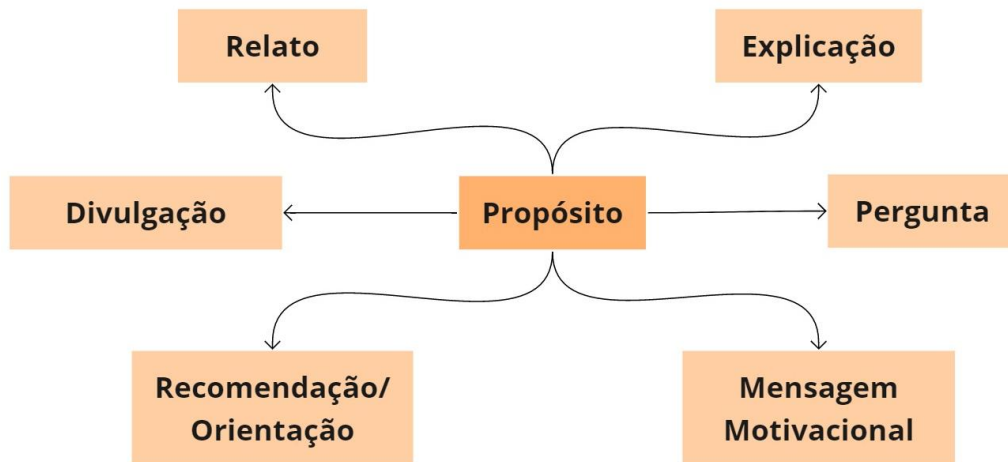 Relato
Explicação
Divulgação
Propósito
Pergunta
Recomendação/
Orientação
Mensagem
Motivacional